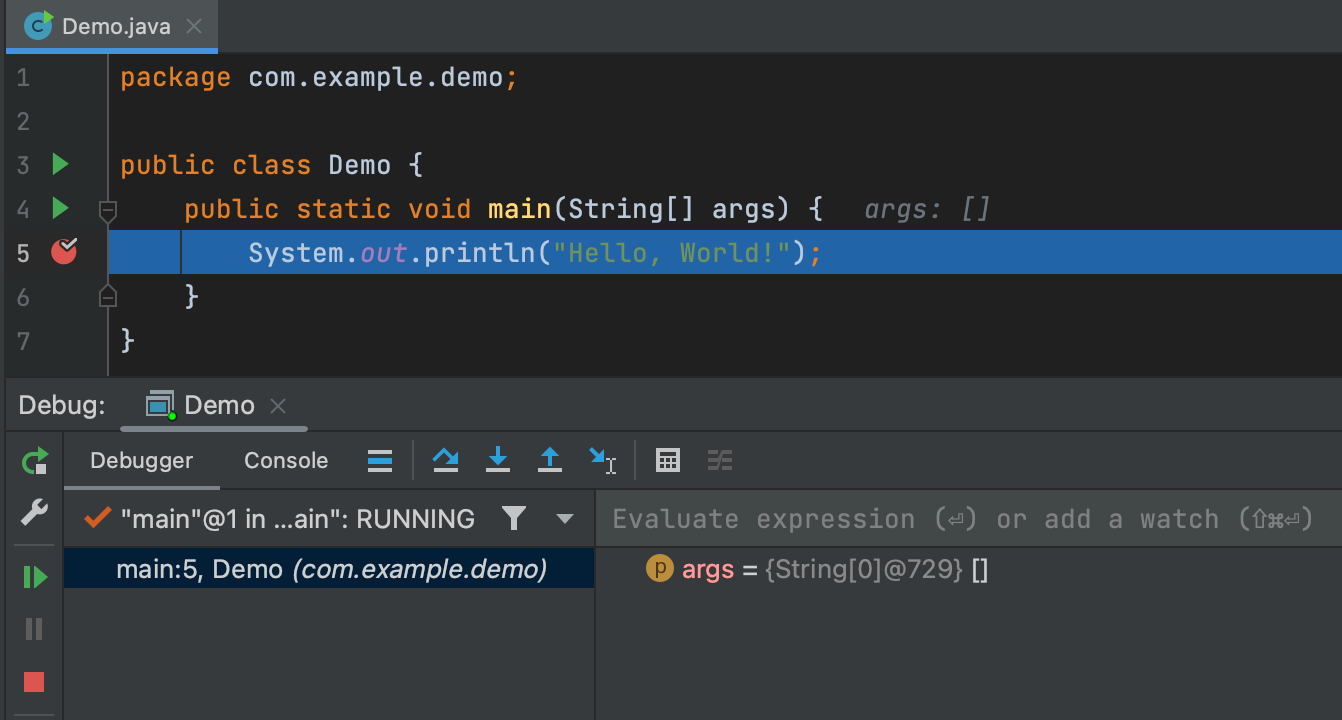 Demo.java
1 package com.example.demo;
2
3 public class Demo {
4 public static void main(String[] args) { args: []
5 System.out.println("Hello, World!");
6 }
7 }
Debug: Demo
Debugger Console
"main"@1 in ...ain": RUNNING
Evaluate expression (⏎) or add a watch (⇧⌘⏎)
main:5, Demo (com.example.demo)
p args = {String[0]@729} []